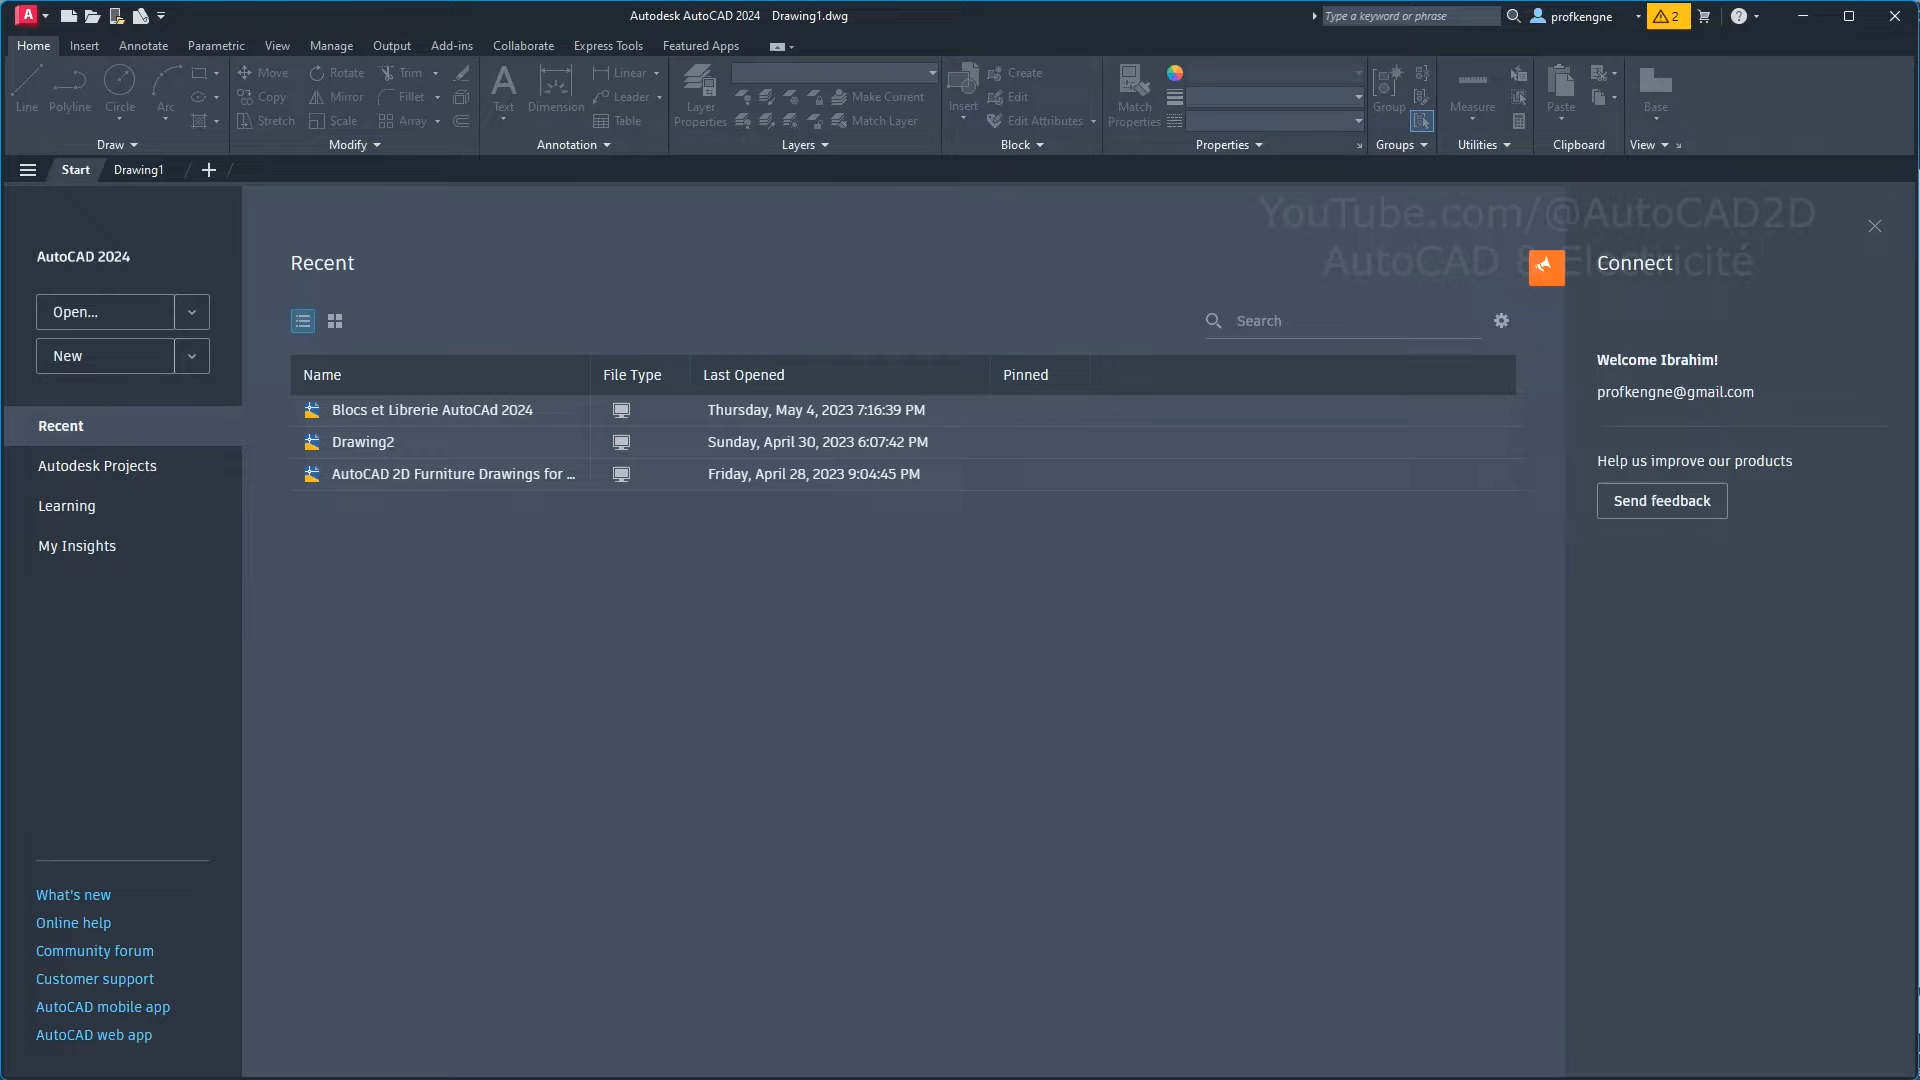 Autodesk AutoCAD 2024 Drawing1.dwg
Type a keyword or phrase
profkengne
2
Home Insert Annotate Parametric View Manage Output Add-ins Collaborate Express Tools Featured Apps
Line Polyline Circle Arc
Draw
Move Rotate Trim
Copy Mirror Fillet
Stretch Scale Array
Modify
Text Dimension
Linear
Leader
Table
Annotation
Layer Properties
Make Current
Match Layer
Layers
Insert
Create
Edit
Edit Attributes
Block
Match Properties
Properties
Group
Groups
Measure
Utilities
Paste
Clipboard
Base
View
Start Drawing1
YouTube.com/@AutoCAD2D
AutoCAD & Electricité
AutoCAD 2024
Open...
New
Recent
Autodesk Projects
Learning
My Insights
What's new
Online help
Community forum
Customer support
AutoCAD mobile app
AutoCAD web app
Recent
Search
Name File Type Last Opened Pinned
Blocs et Librerie AutoCAd 2024 Thursday, May 4, 2023 7:16:39 PM
Drawing2 Sunday, April 30, 2023 6:07:42 PM
AutoCAD 2D Furniture Drawings for ... Friday, April 28, 2023 9:04:45 PM
Connect
Welcome Ibrahim!
profkengne@gmail.com
Help us improve our products
Send feedback